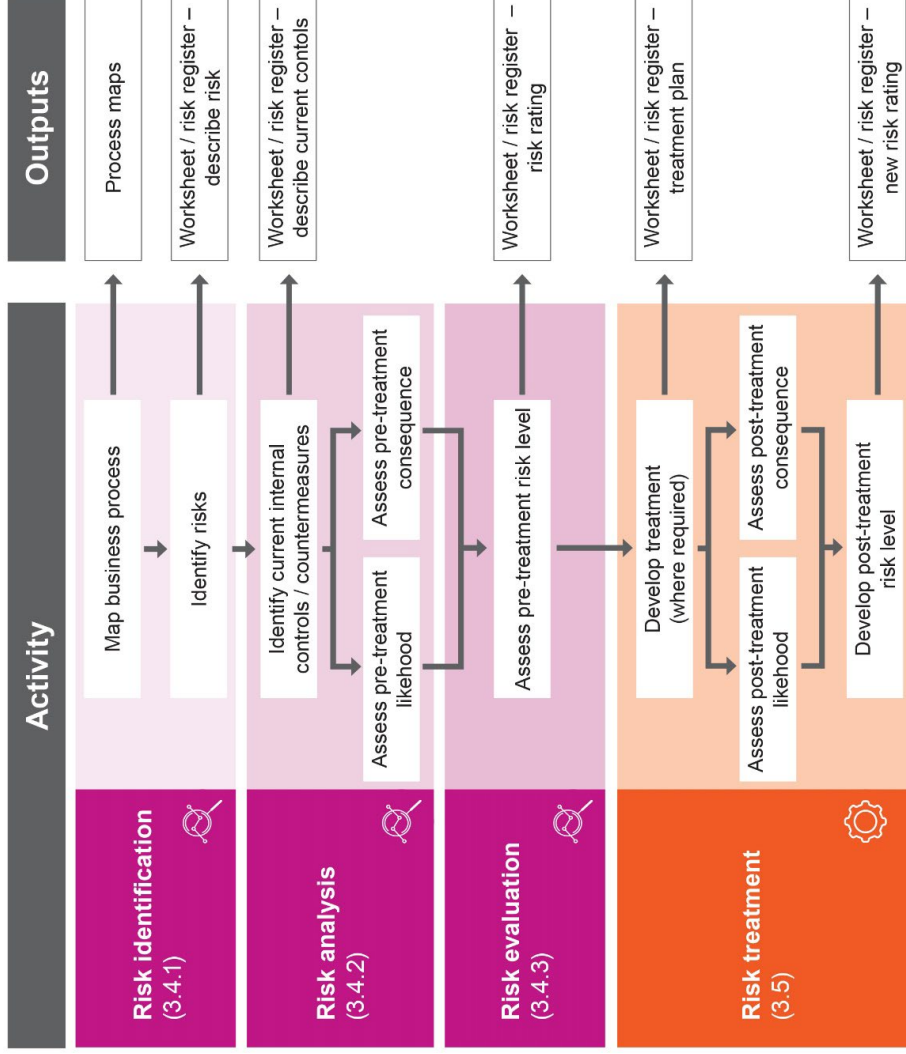 Activity
Outputs
Risk identification
(3.4.1)
Map business process
Process maps
Identify risks
Worksheet / risk register –
describe risk
Risk analysis
(3.4.2)
Identify current internal
controls / countermeasures
Worksheet / risk register –
describe current contols
Assess pre-treatment
likehood
Assess pre-treatment
consequence
Risk evaluation
(3.4.3)
Assess pre-treatment risk level
Worksheet / risk register –
risk rating
Risk treatment
(3.5)
Develop treatment
(where required)
Worksheet / risk register –
treatment plan
Assess post-treatment
likelihood
Assess post-treatment
consequence
Develop post-treatment
risk level
Worksheet / risk register –
new risk rating